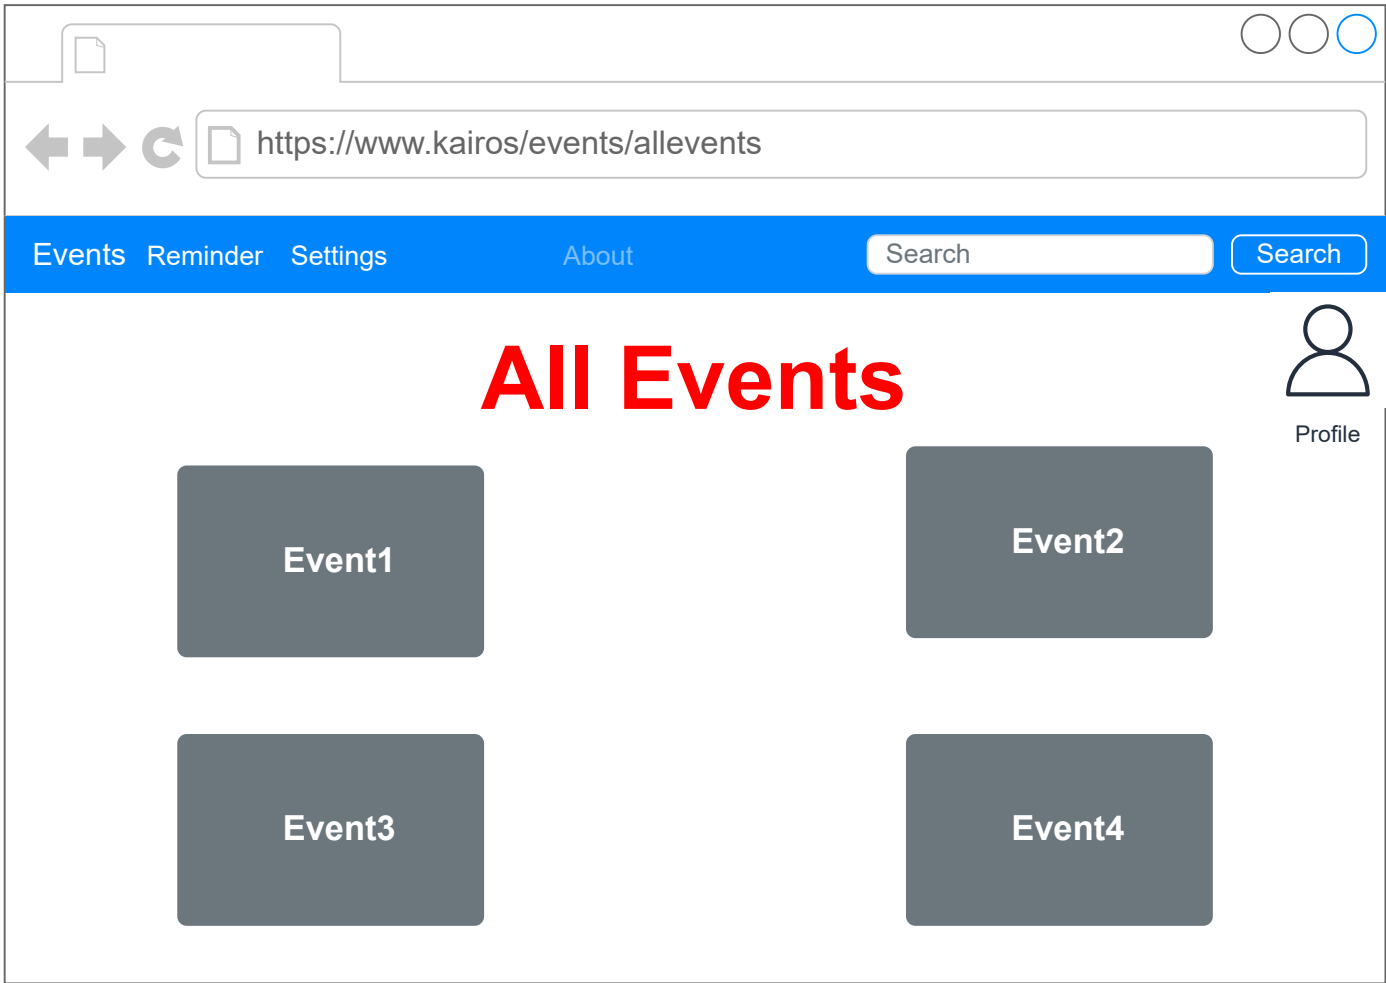 https://www.kairos/events/allevents
Events Reminder Settings About Search Search
All Events
Profile
Event1 Event2
Event3 Event4